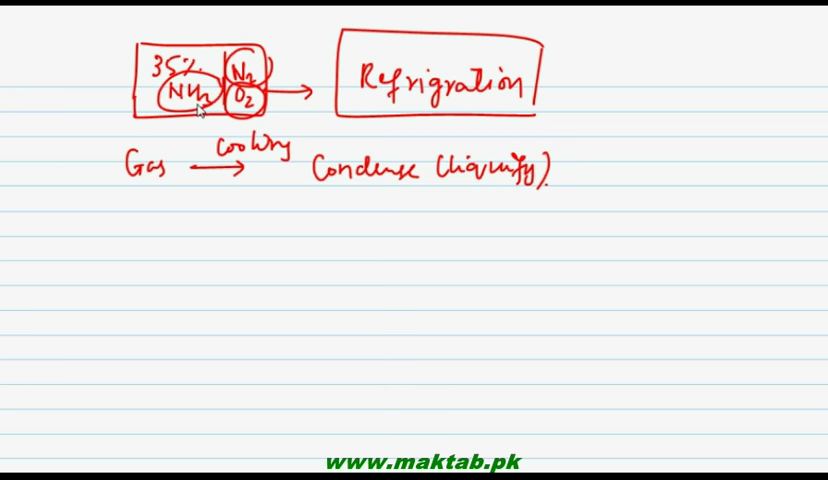 35% N2
NH3 O2 → Refrigration
cooling
Gas → Condense (liquify).
www.maktab.pk